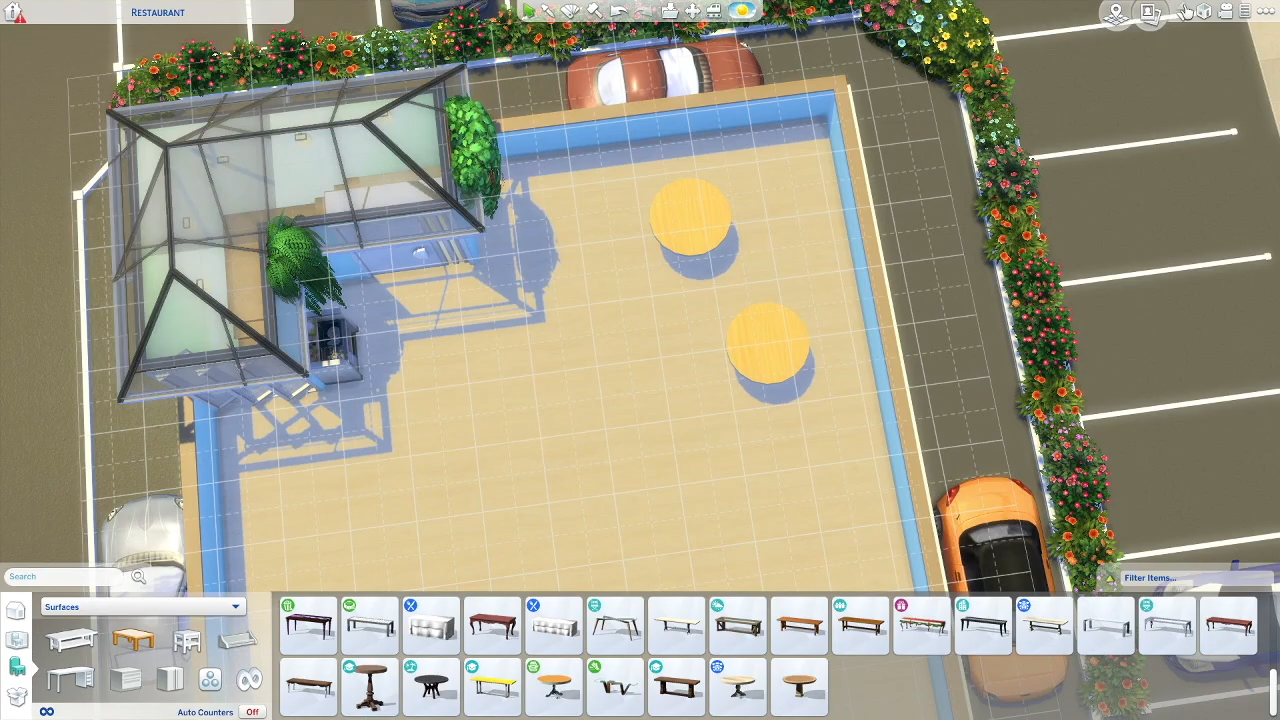 RESTAURANT
Search
Filter Items...
Surfaces
Auto Counters
Off